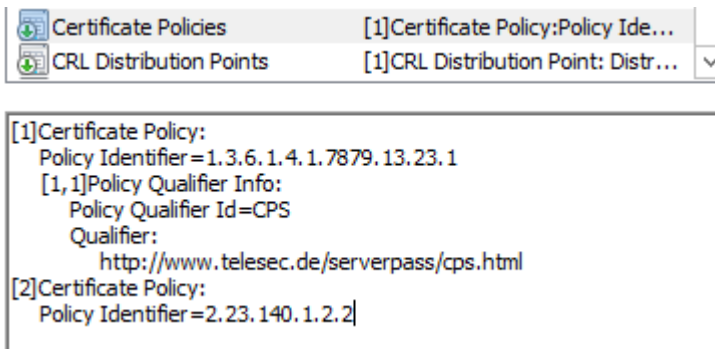 Certificate Policies [1]Certificate Policy:Policy Ide...
CRL Distribution Points [1]CRL Distribution Point: Distr...
[1]Certificate Policy:
Policy Identifier=1.3.6.1.4.1.7879.13.23.1
[1,1]Policy Qualifier Info:
Policy Qualifier Id=CPS
Qualifier:
http://www.telesec.de/serverpass/cps.html
[2]Certificate Policy:
Policy Identifier=2.23.140.1.2.2